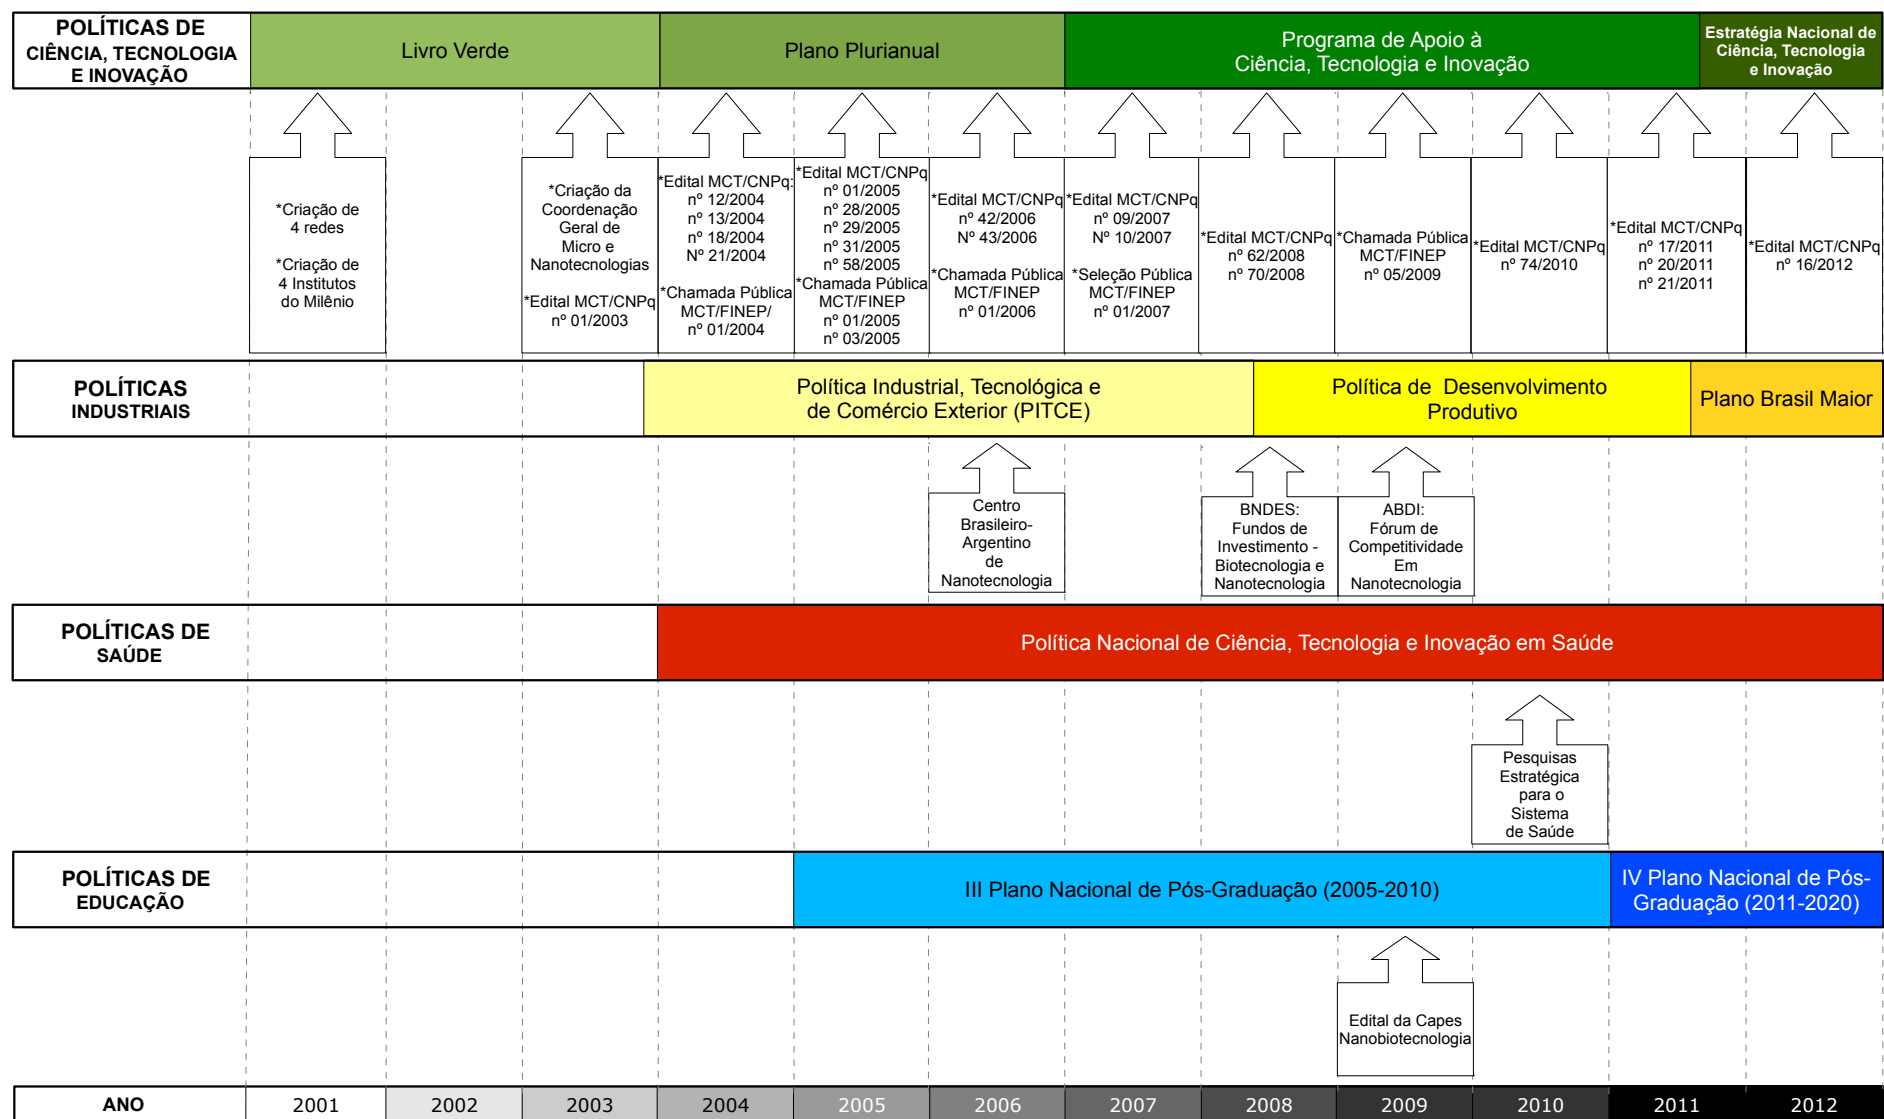 POLÍTICAS DE
CIÊNCIA, TECNOLOGIA
E INOVAÇÃO
Livro Verde
Plano Plurianual
Programa de Apoio à
Ciência, Tecnologia e Inovação
Estratégia Nacional de
Ciência, Tecnologia
e Inovação
*Criação de
4 redes
*Criação de
4 Institutos
do Milênio
*Criação da
Coordenação
Geral de
Micro e
Nanotecnologias
*Edital MCT/CNPq
nº 01/2003
*Edital MCT/CNPq:
nº 12/2004
nº 13/2004
nº 18/2004
Nº 21/2004
*Chamada Pública
MCT/FINEP/
nº 01/2004
*Edital MCT/CNPq
nº 01/2005
nº 28/2005
nº 29/2005
nº 31/2005
nº 58/2005
*Chamada Pública
MCT/FINEP
nº 01/2005
nº 03/2005
*Edital MCT/CNPq
nº 42/2006
Nº 43/2006
*Chamada Pública
MCT/FINEP
nº 01/2006
*Edital MCT/CNPq
nº 09/2007
Nº 10/2007
*Seleção Pública
MCT/FINEP
nº 01/2007
*Edital MCT/CNPq
nº 62/2008
nº 70/2008
*Chamada Pública
MCT/FINEP
nº 05/2009
*Edital MCT/CNPq
nº 74/2010
*Edital MCT/CNPq
nº 17/2011
nº 20/2011
nº 21/2011
*Edital MCT/CNPq
nº 16/2012
POLÍTICAS
INDUSTRIAIS
Política Industrial, Tecnológica e
de Comércio Exterior (PITCE)
Política de Desenvolvimento
Produtivo
Plano Brasil Maior
Centro
Brasileiro-
Argentino
de
Nanotecnologia
BNDES:
Fundos de
Investimento -
Biotecnologia e
Nanotecnologia
ABDI:
Fórum de
Competitividade
Em
Nanotecnologia
POLÍTICAS DE
SAÚDE
Política Nacional de Ciência, Tecnologia e Inovação em Saúde
Pesquisas
Estratégica
para o
Sistema
de Saúde
POLÍTICAS DE
EDUCAÇÃO
III Plano Nacional de Pós-Graduação (2005-2010)
IV Plano Nacional de Pós-
Graduação (2011-2020)
Edital da Capes
Nanobiotecnologia
ANO 2001 2002 2003 2004 2005 2006 2007 2008 2009 2010 2011 2012